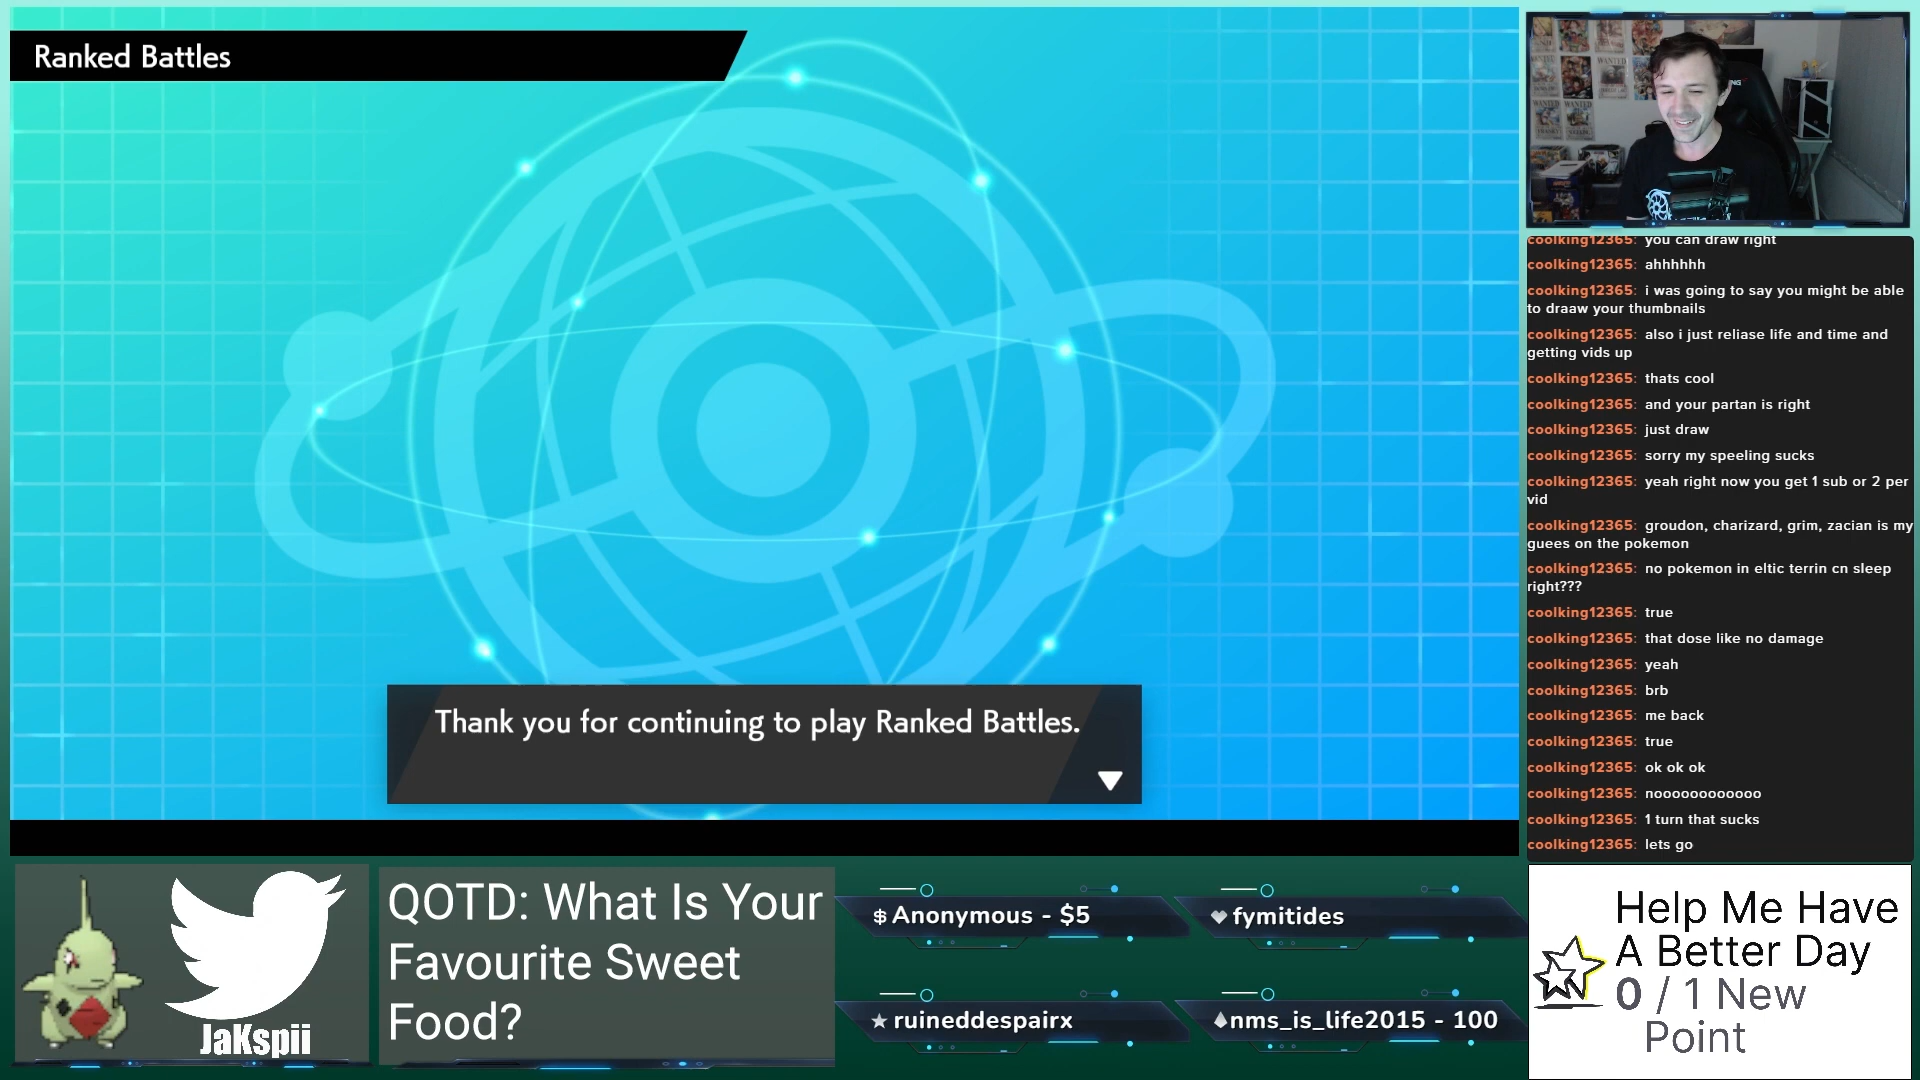 Ranked Battles
Thank you for continuing to play Ranked Battles.
coolking12365: you can draw right
coolking12365: ahhhhhh
coolking12365: i was going to say you might be able
to draaw your thumbnails
coolking12365: also i just reliase life and time and
getting vids up
coolking12365: thats cool
coolking12365: and your partan is right
coolking12365: just draw
coolking12365: sorry my speeling sucks
coolking12365: yeah right now you get 1 sub or 2 per
vid
coolking12365: groudon, charizard, grim, zacian is my
guees on the pokemon
coolking12365: no pokemon in eltic terrin cn sleep
right???
coolking12365: true
coolking12365: that dose like no damage
coolking12365: yeah
coolking12365: brb
coolking12365: me back
coolking12365: true
coolking12365: ok ok ok
coolking12365: noooooooooooo
coolking12365: 1 turn that sucks
coolking12365: lets go
JaKspii
QOTD: What Is Your
Favourite Sweet
Food?
$ Anonymous - $5
fymitides
ruineddespairx
nms_is_life2015 - 100
Help Me Have
A Better Day
0 / 1 New
Point